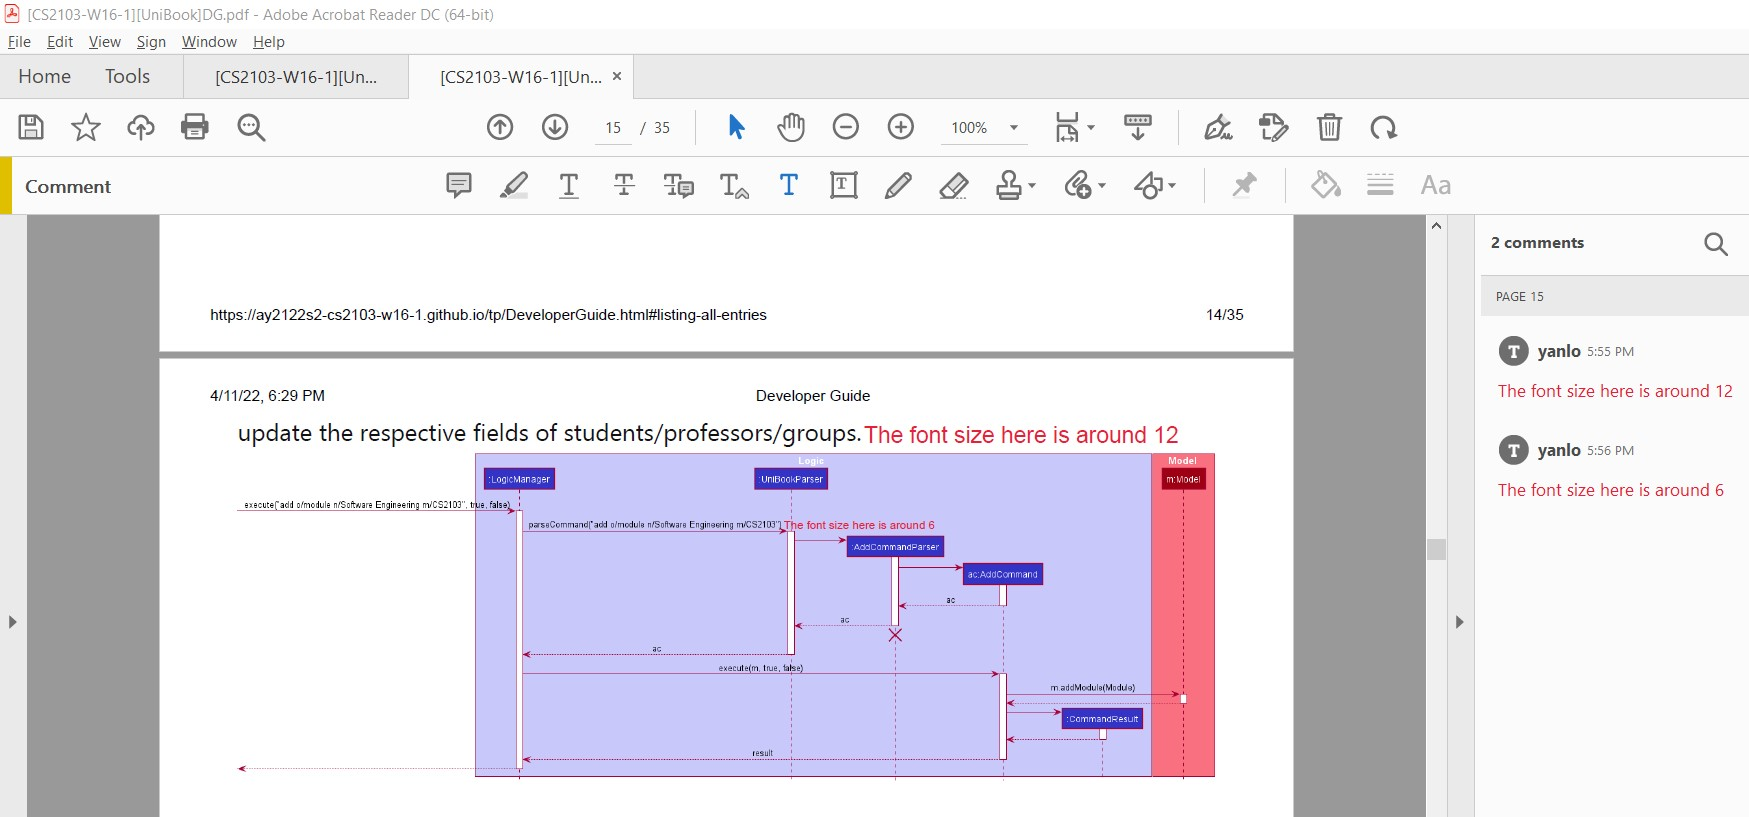 [CS2103-W16-1][UniBook]DG.pdf - Adobe Acrobat Reader DC (64-bit)
File Edit View Sign Window Help
Home Tools [CS2103-W16-1][Un... [CS2103-W16-1][Un... ×
15 / 35 100%
Comment
T T T T T T Aa
2 comments
PAGE 15
T yanlo 5:55 PM
The font size here is around 12
T yanlo 5:56 PM
The font size here is around 6
https://ay2122s2-cs2103-w16-1.github.io/tp/DeveloperGuide.html#listing-all-entries 14/35
4/11/22, 6:29 PM Developer Guide
update the respective fields of students/professors/groups. The font size here is around 12
Logic Model
:LogicManager :UniBookParser m:Model
execute("add o/module n/Software Engineering m/CS2103", true, false)
parseCommand("add o/module n/Software Engineering m/CS2103") The font size here is around 6
:AddCommandParser
ac:AddCommand
ac
ac
ac
execute(m, true, false)
m.addModule(Module)
:CommandResult
result